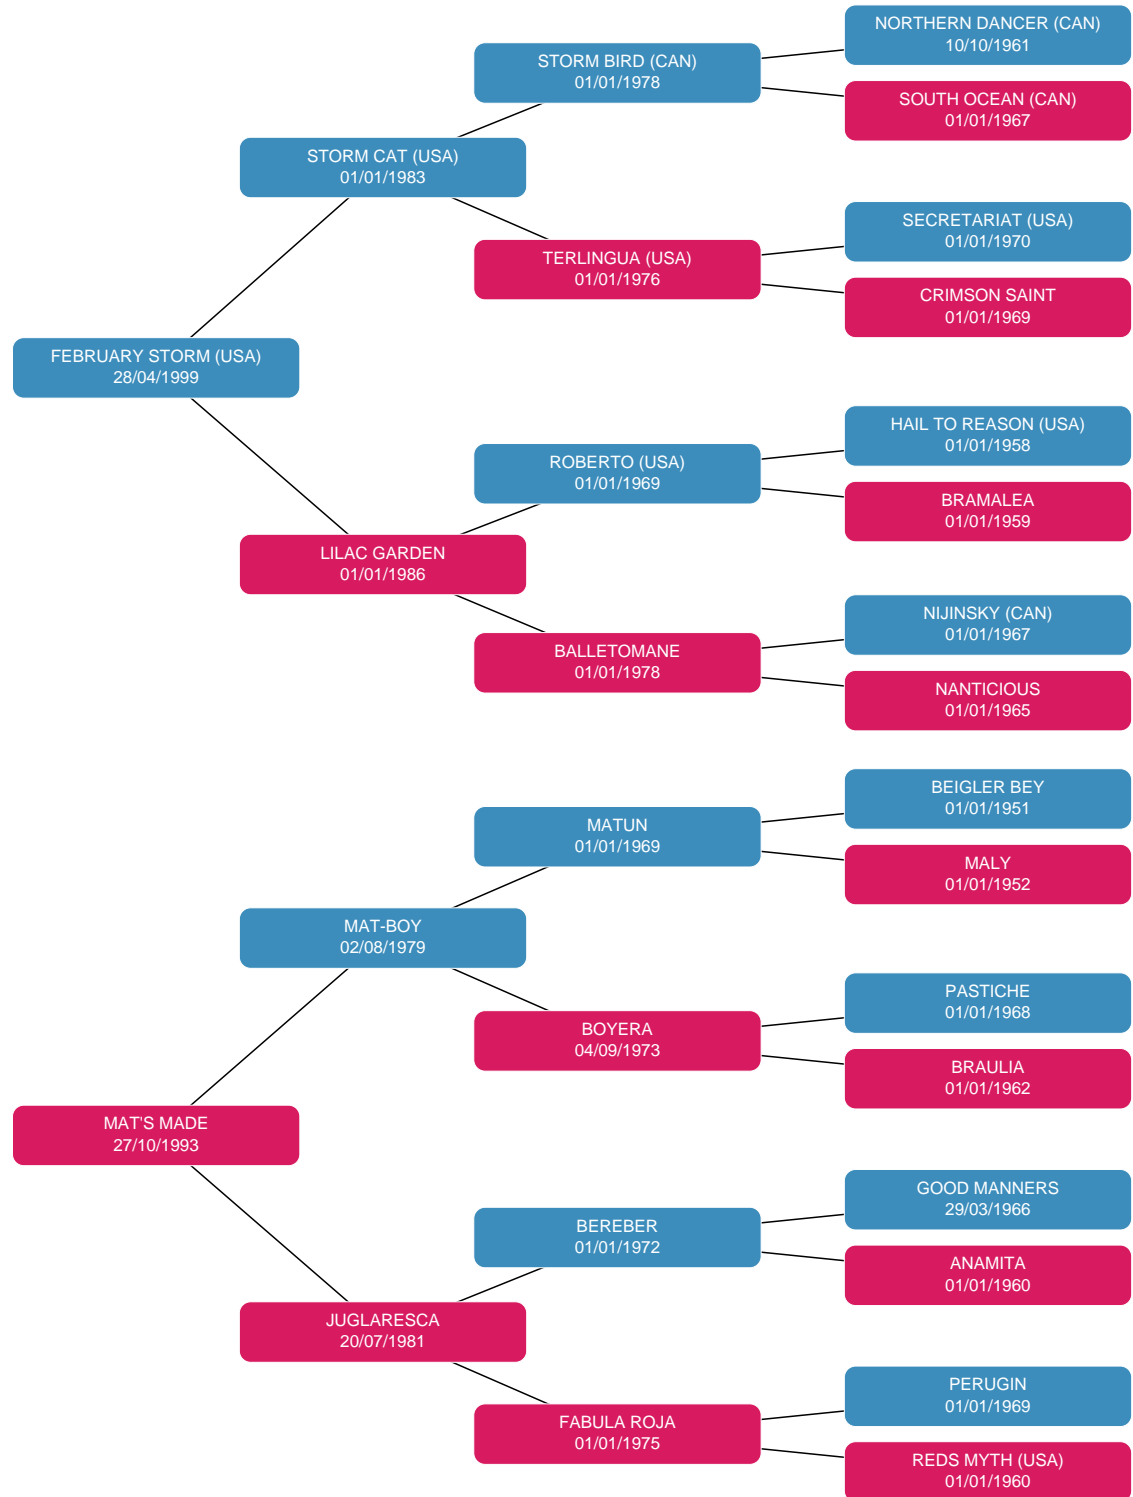 NORTHERN DANCER (CAN)
10/10/1961
STORM BIRD (CAN)
01/01/1978
SOUTH OCEAN (CAN)
01/01/1967
STORM CAT (USA)
01/01/1983
SECRETARIAT (USA)
01/01/1970
TERLINGUA (USA)
01/01/1976
CRIMSON SAINT
01/01/1969
FEBRUARY STORM (USA)
28/04/1999
HAIL TO REASON (USA)
01/01/1958
ROBERTO (USA)
01/01/1969
BRAMALEA
01/01/1959
LILAC GARDEN
01/01/1986
NIJINSKY (CAN)
01/01/1967
BALLETOMANE
01/01/1978
NANTICIOUS
01/01/1965
BEIGLER BEY
01/01/1951
MATUN
01/01/1969
MALY
01/01/1952
MAT-BOY
02/08/1979
PASTICHE
01/01/1968
BOYERA
04/09/1973
BRAULIA
01/01/1962
MAT'S MADE
27/10/1993
GOOD MANNERS
29/03/1966
BEREBER
01/01/1972
ANAMITA
01/01/1960
JUGLARESCA
20/07/1981
PERUGIN
01/01/1969
FABULA ROJA
01/01/1975
REDS MYTH (USA)
01/01/1960